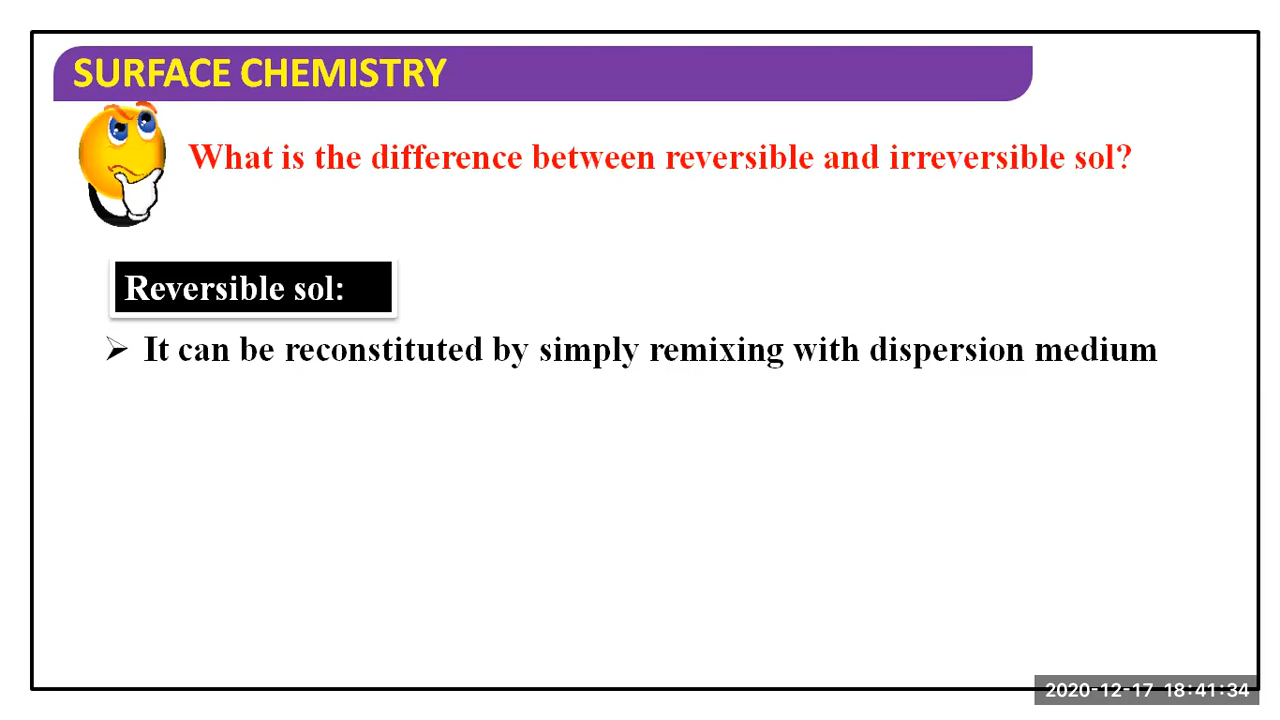 SURFACE CHEMISTRY
What is the difference between reversible and irreversible sol?
Reversible sol:
➢ It can be reconstituted by simply remixing with dispersion medium
2020-12-17 18:41:34